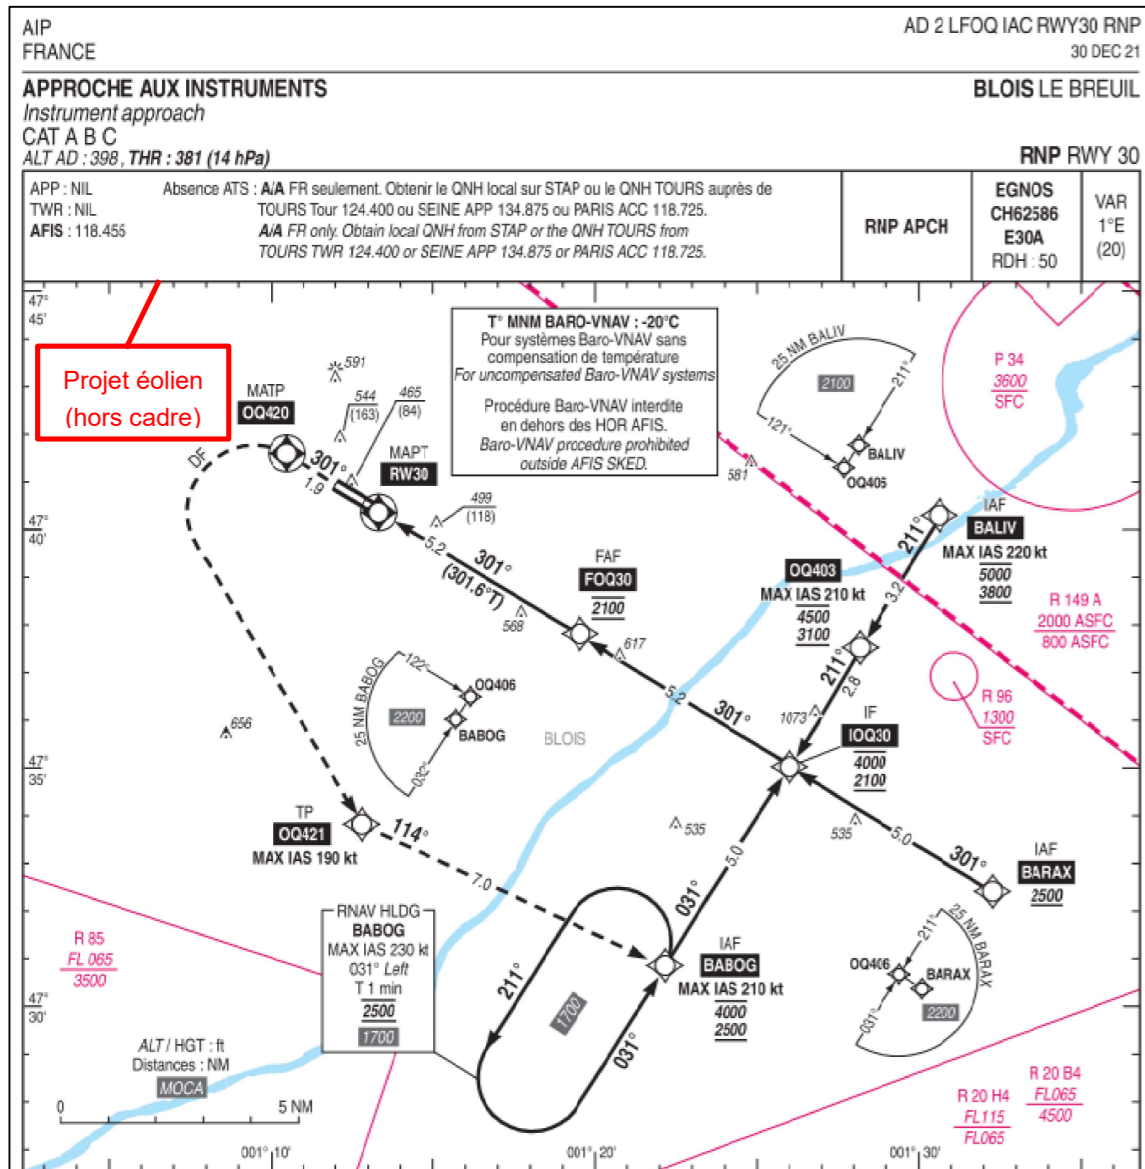 AIP
FRANCE
AD 2 LFOQ IAC RWY30 RNP
30 DEC 21
APPROCHE AUX INSTRUMENTS
Instrument approach
CAT A B C
ALT AD : 398, THR : 381 (14 hPa)
BLOIS LE BREUIL
RNP RWY 30
APP : NIL
TWR : NIL
AFIS : 118.455
Absence ATS : A/A FR seulement. Obtenir le QNH local sur STAP ou le QNH TOURS auprès de
TOURS Tour 124.400 ou SEINE APP 134.875 ou PARIS ACC 118.725.
A/A FR only. Obtain local QNH from STAP or the QNH TOURS from
TOURS TWR 124.400 or SEINE APP 134.875 or PARIS ACC 118.725.
RNP APCH
EGNOS
CH62586
E30A
RDH : 50
VAR
1°E
(20)
47°
45'
Projet éolien
(hors cadre)
T° MNM BARO-VNAV : -20°C
Pour systèmes Baro-VNAV sans
compensation de température
For uncompensated Baro-VNAV systems
Procédure Baro-VNAV interdite
en dehors des HOR AFIS.
Baro-VNAV prccedure prohibited
outside AFIS SKED.
25 NM BALIV
2100
211°
121°
BALIV
OQ406
P 34
3600
SFC
591
544
(163)
465
(84)
MATP
OQ420
DF
301°
1.9
MAPT
RW30
499
(118)
581
47°
40'
5.2
301°
(301.6°T)
FAF
FOQ30
2100
568
617
IAF
BALIV
MAX IAS 220 kt
5000
3800
211°
3.2
OQ403
MAX IAS 210 kt
4500
3100
R 149 A
2000 ASFC
800 ASFC
211°
2.8
R 96
1300
SFC
1073
IF
IOQ30
4000
2100
5.2
301°
25 NM BABOG
122°
OQ406
2200
BABOG
032°
BLOIS
656
47°
35'
TP
OQ421
MAX IAS 190 kt
114°
7.0
535
535
5.0
5.0
301°
IAF
BARAX
2500
031°
R 85
FL 065
3500
RNAV HLDG
BABOG
MAX IAS 230 kt
031° Left
T 1 min
2500
1700
211°
1700
031°
IAF
BABOG
MAX IAS 210 kt
4000
2500
25 NM BARAX
211°
OQ406
BARAX
031°
2200
47°
30'
ALT / HGT : ft
Distances : NM
MOCA
0
5 NM
R 20 H4
FL115
FL065
R 20 B4
FL065
4500
001° 10'
001° 20'
001° 30'